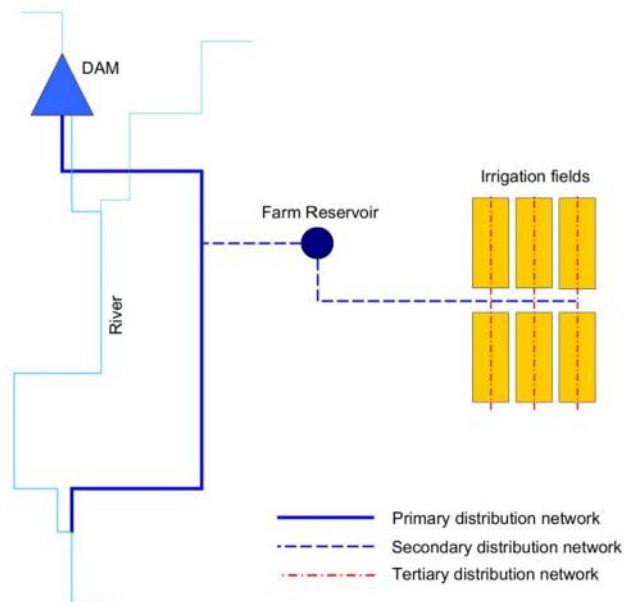 DAM
Irrigation fields
Farm Reservoir
River
Primary distribution network
Secondary distribution network
Tertiary distribution network